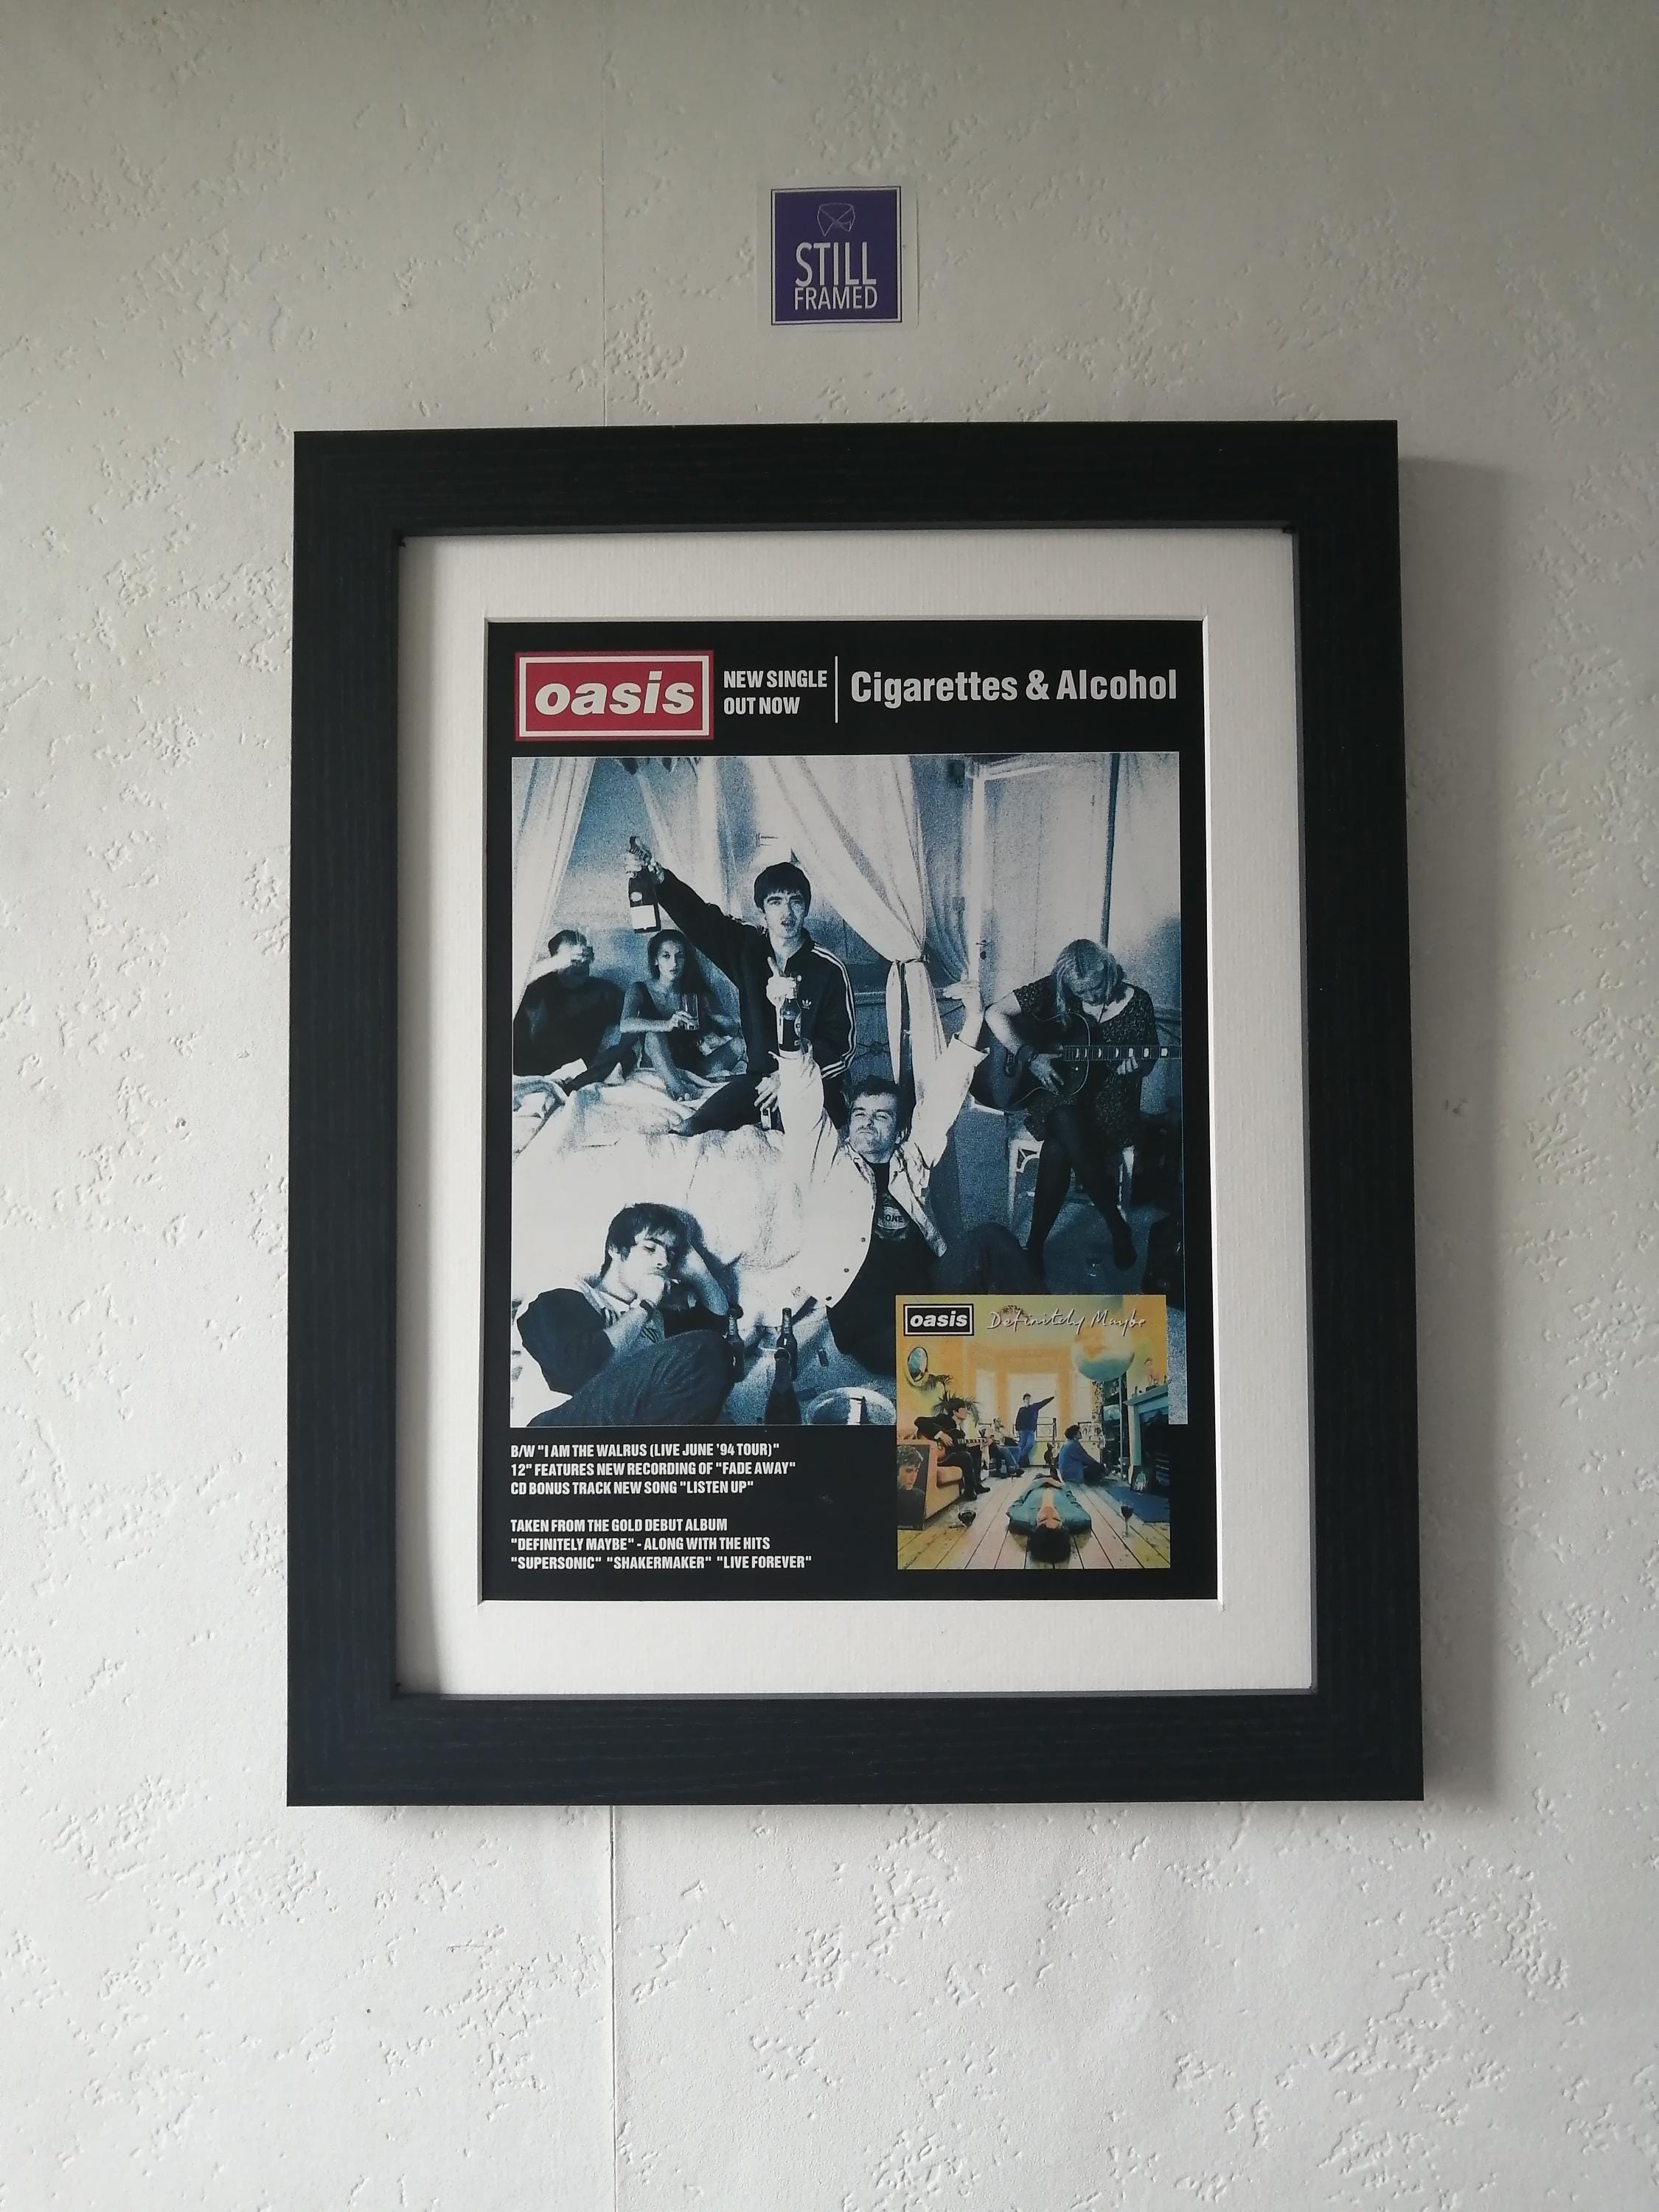 STILL
FRAMED
oasis
NEW SINGLE
OUT NOW
Cigarettes & Alcohol
oasis
Definitely Maybe
B/W "I AM THE WALRUS (LIVE JUNE '94 TOUR)"
12" FEATURES NEW RECORDING OF "FADE AWAY"
CD BONUS TRACK NEW SONG "LISTEN UP"
TAKEN FROM THE GOLD DEBUT ALBUM
"DEFINITELY MAYBE" - ALONG WITH THE HITS
"SUPERSONIC" "SHAKERMAKER" "LIVE FOREVER"